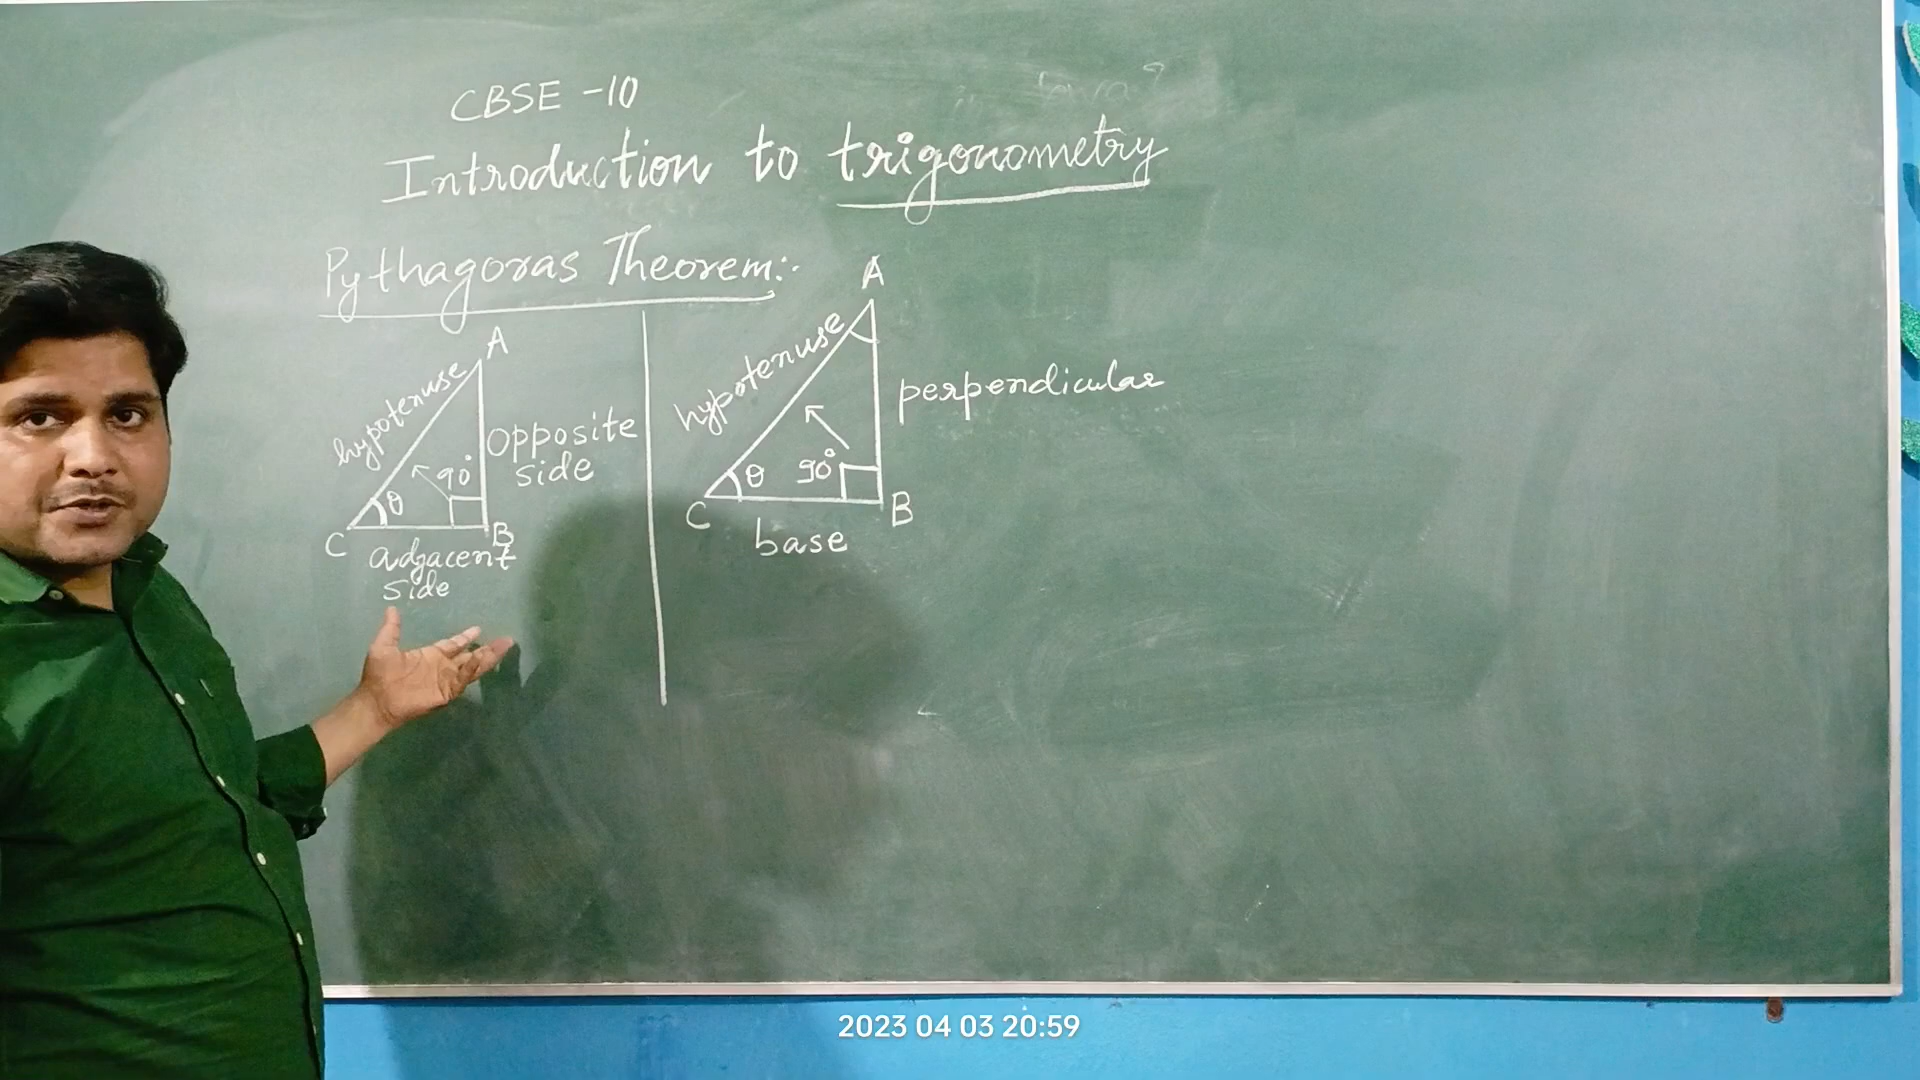 CBSE -10
Introduction to trigonometry
Pythagoras Theorem:-
A
hypotenuse
opposite
side
90°
θ
C
B
adjacent
side
A
hypotenuse
perpendicular
θ
90°
C
B
base
2023 04 03 20:59